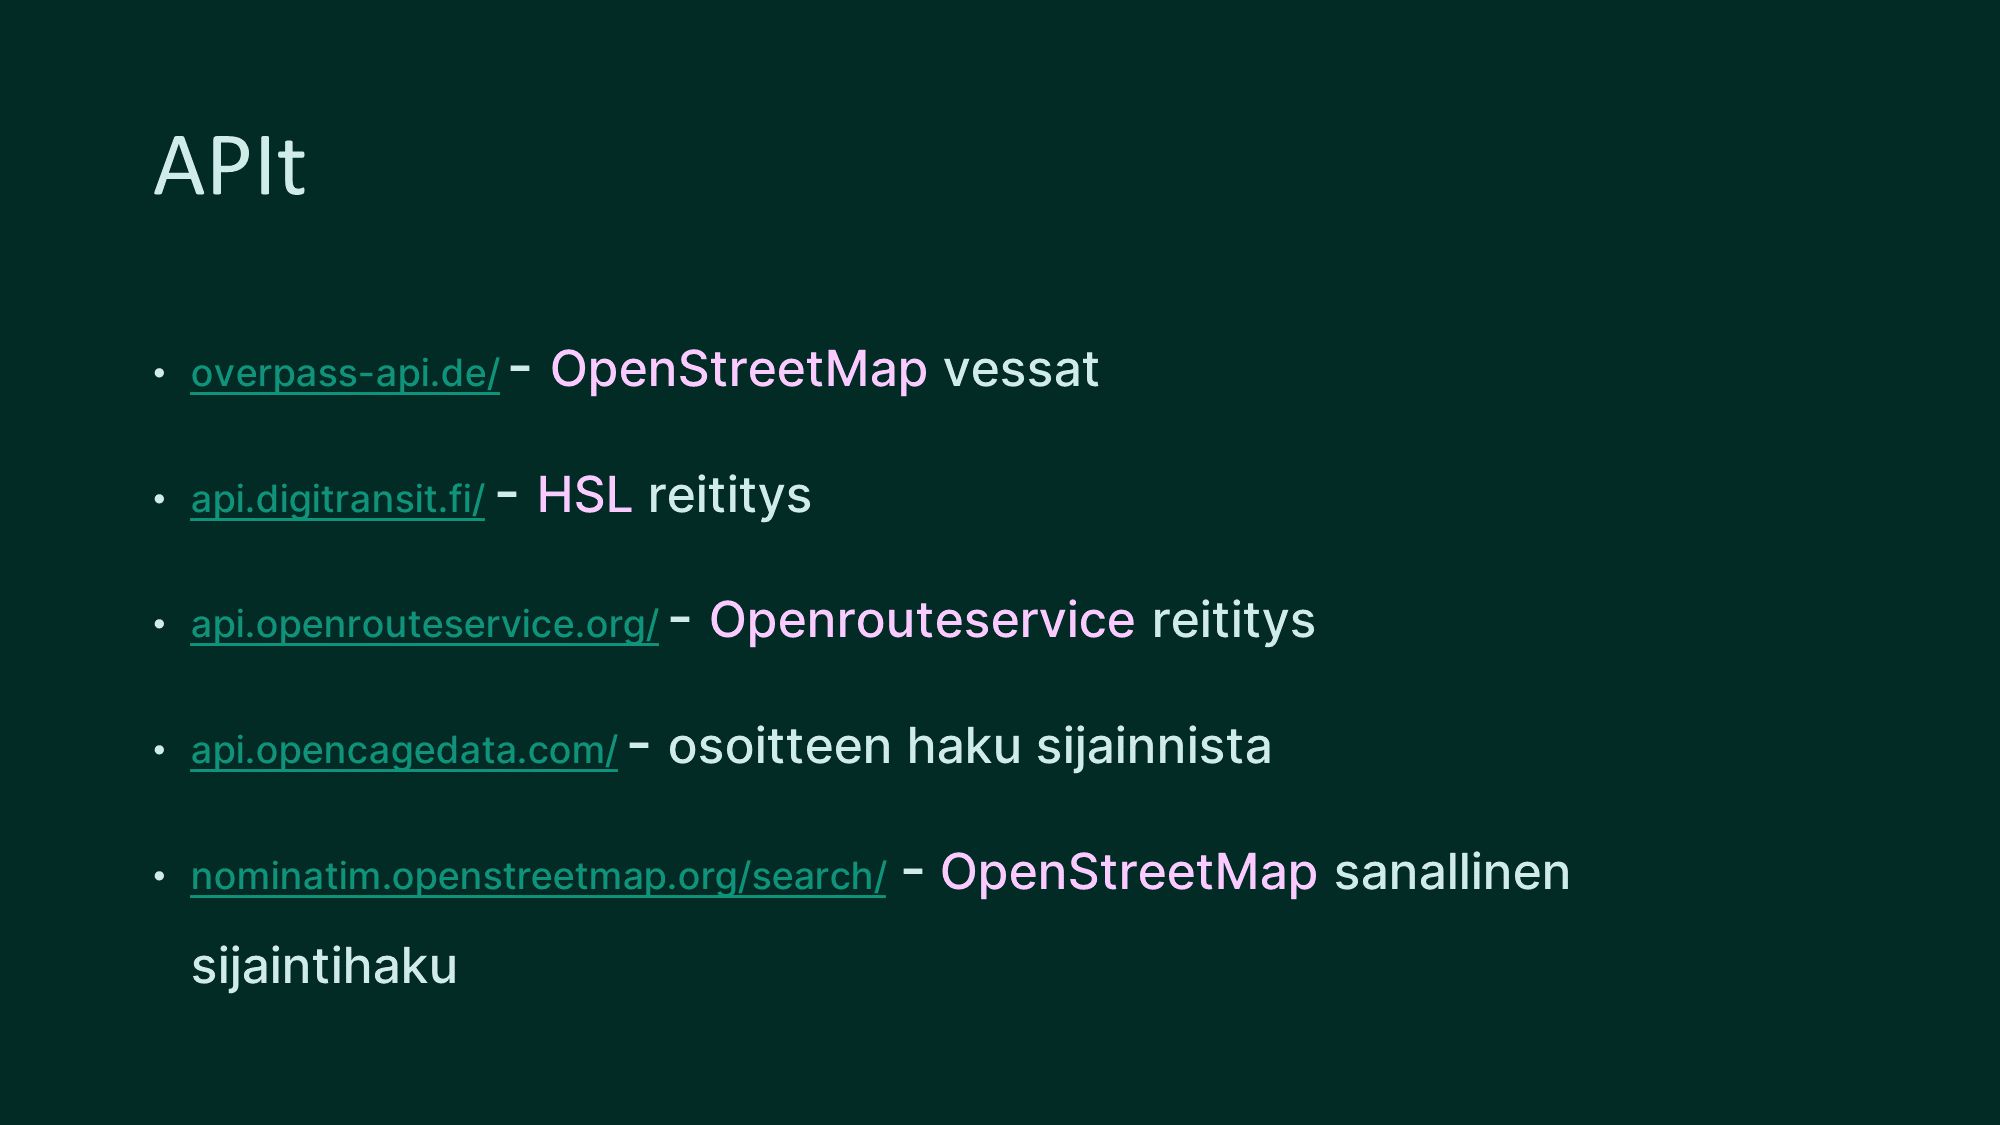 APIt
• overpass-api.de/ - OpenStreetMap vessat
• api.digitransit.fi/ - HSL reititys
• api.openrouteservice.org/ - Openrouteservice reititys
• api.opencagedata.com/ - osoitteen haku sijainnista
• nominatim.openstreetmap.org/search/ - OpenStreetMap sanallinen
sijaintihaku